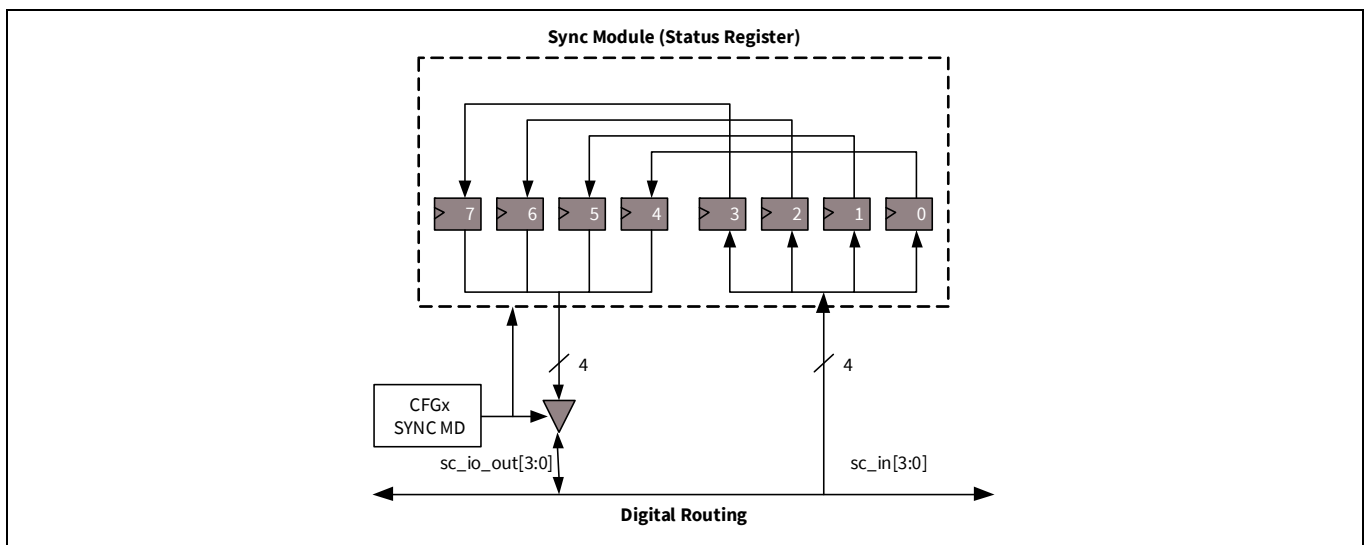 Sync Module (Status Register)
7 6 5 4 3 2 1 0
4 4
CFGx
SYNC MD
sc_io_out[3:0] sc_in[3:0]
Digital Routing